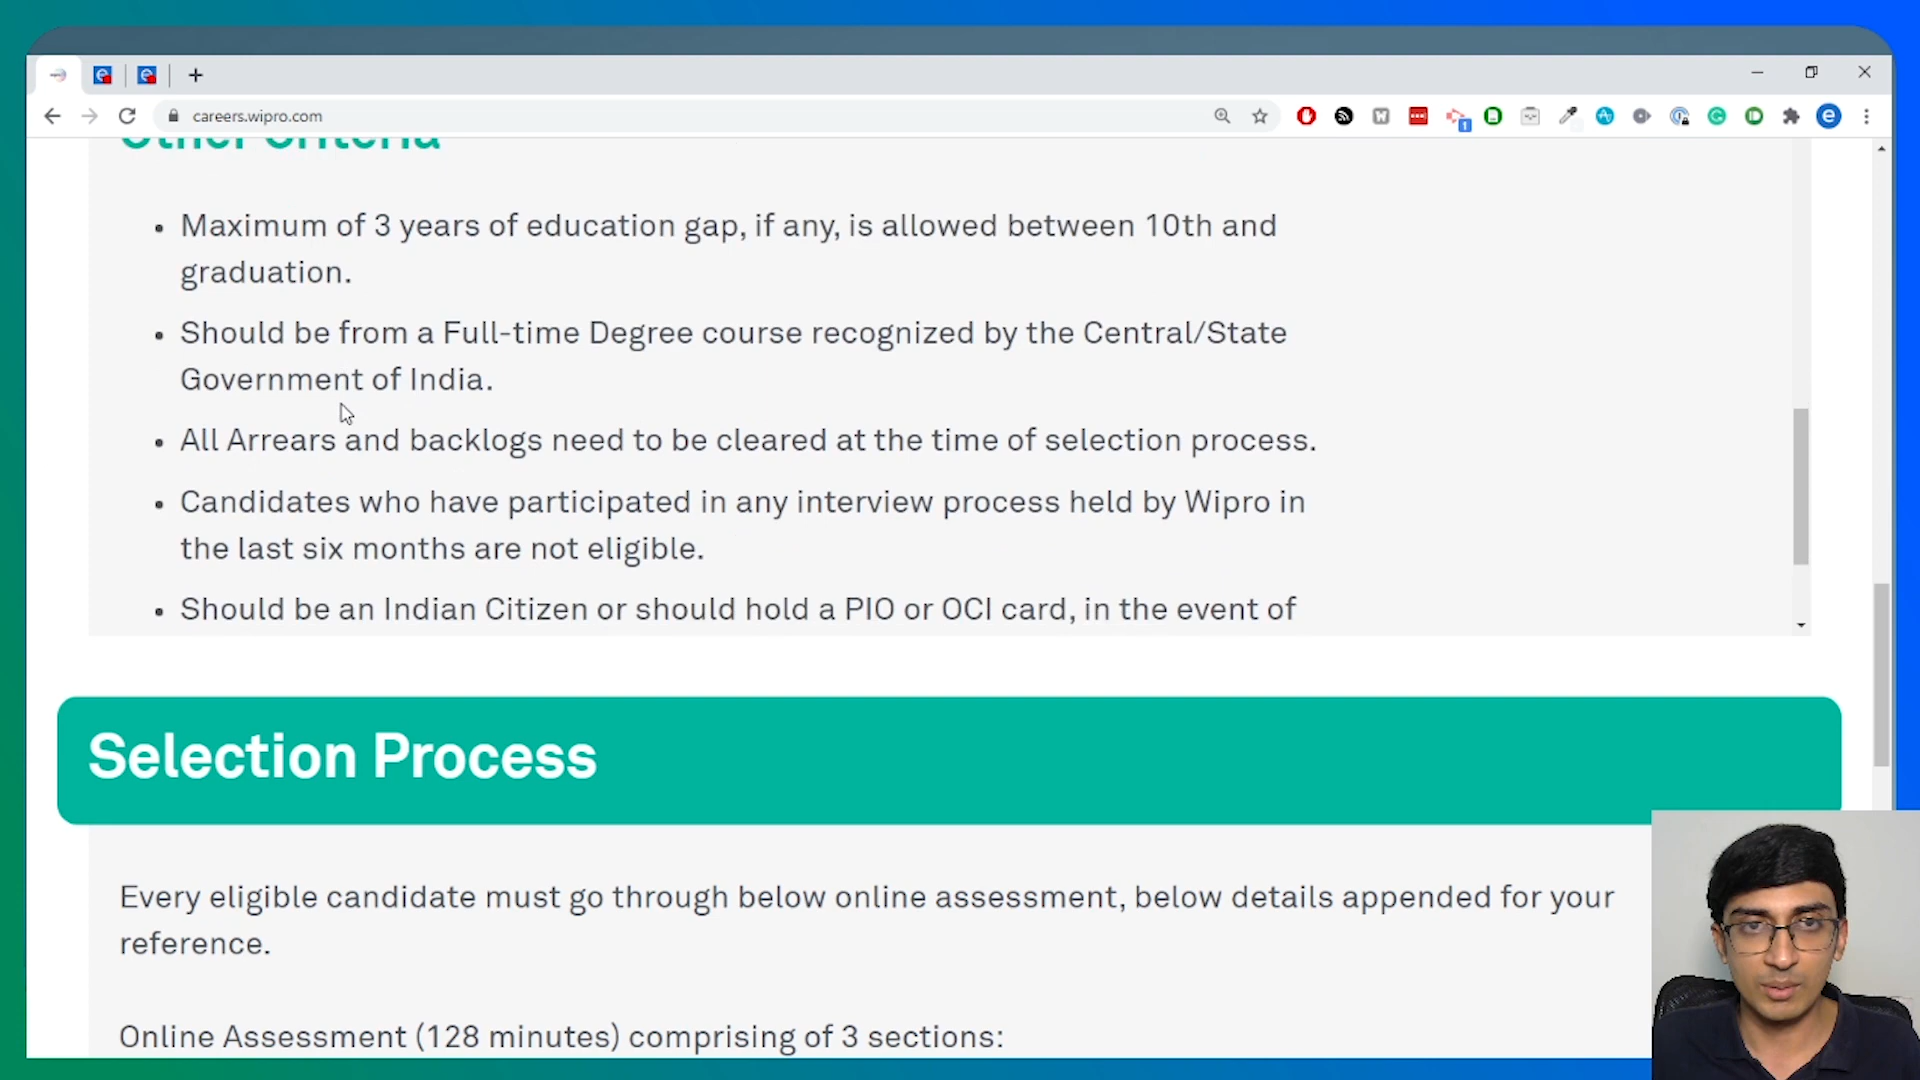 careers.wipro.com
1
Other Criteria
• Maximum of 3 years of education gap, if any, is allowed between 10th and
graduation.
• Should be from a Full-time Degree course recognized by the Central/State
Government of India.
• All Arrears and backlogs need to be cleared at the time of selection process.
• Candidates who have participated in any interview process held by Wipro in
the last six months are not eligible.
• Should be an Indian Citizen or should hold a PIO or OCI card, in the event of
Selection Process
Every eligible candidate must go through below online assessment, below details appended for your
reference.
Online Assessment (128 minutes) comprising of 3 sections: